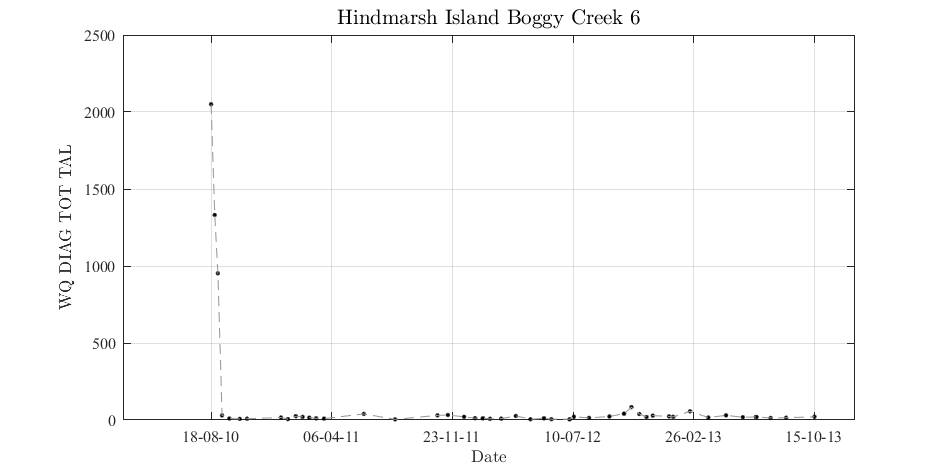 Hindmarsh Island Boggy Creek 6
2500
2000
1500
1000
500
0
WQ DIAG TOT TAL
18-08-10 06-04-11 23-11-11 10-07-12 26-02-13 15-10-13
Date